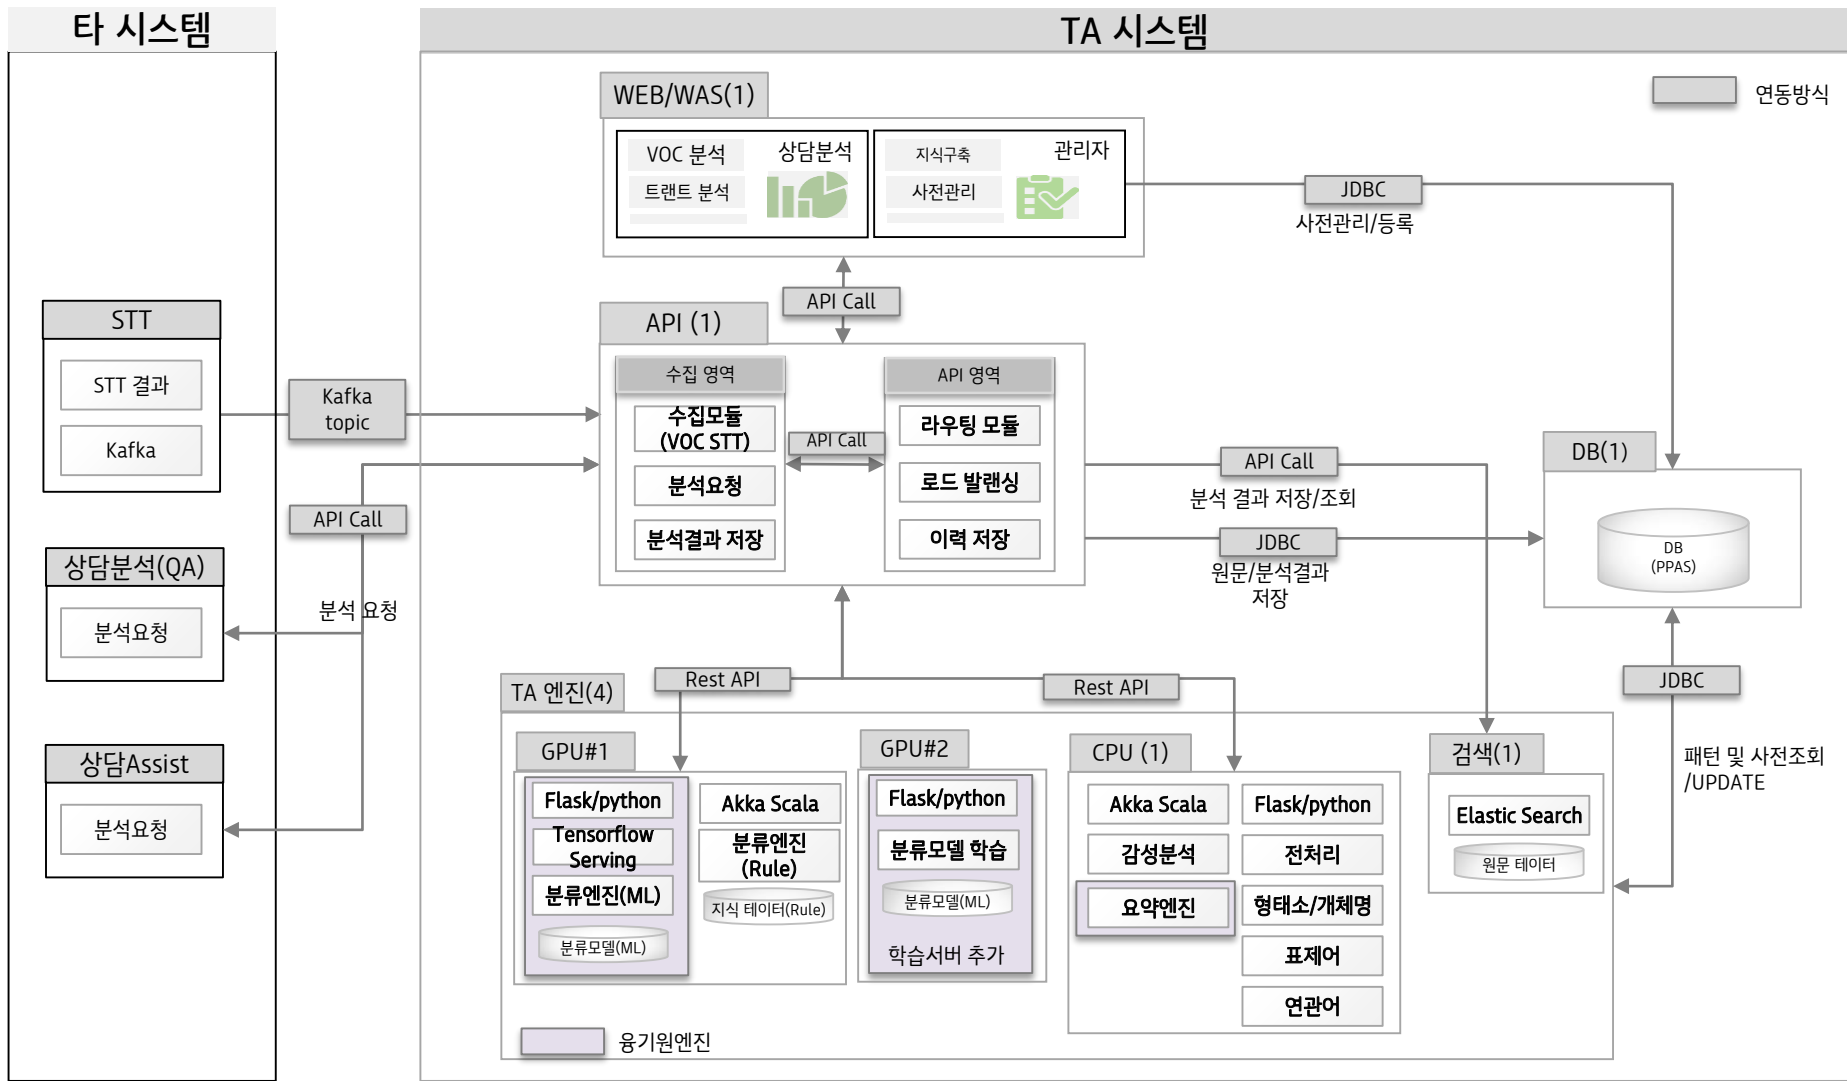 타 시스템
TA 시스템
WEB/WAS(1)
연동방식
VOC 분석
상담분석
트랜트 분석
지식구축
관리자
사전관리
JDBC
사전관리/등록
API Call
STT
STT 결과
Kafka
Kafka
topic
API (1)
수집 영역
수집모듈
(VOC STT)
분석요청
분석결과 저장
API Call
API 영역
라우팅 모듈
로드 발랜싱
이력 저장
API Call
분석 결과 저장/조회
JDBC
원문/분석결과
저장
DB(1)
DB
(PPAS)
API Call
분석 요청
상담분석(QA)
분석요청
상담Assist
분석요청
Rest API
Rest API
JDBC
패턴 및 사전조회
/UPDATE
TA 엔진(4)
GPU#1
Flask/python
Tensorflow
Serving
분류엔진(ML)
분류모델(ML)
Akka Scala
분류엔진
(Rule)
지식 테이터(Rule)
GPU#2
Flask/python
분류모델 학습
분류모델(ML)
학습서버 추가
CPU (1)
Akka Scala
감성분석
요약엔진
Flask/python
전처리
형태소/개체명
표제어
연관어
검색(1)
Elastic Search
원문 테이터
융기원엔진